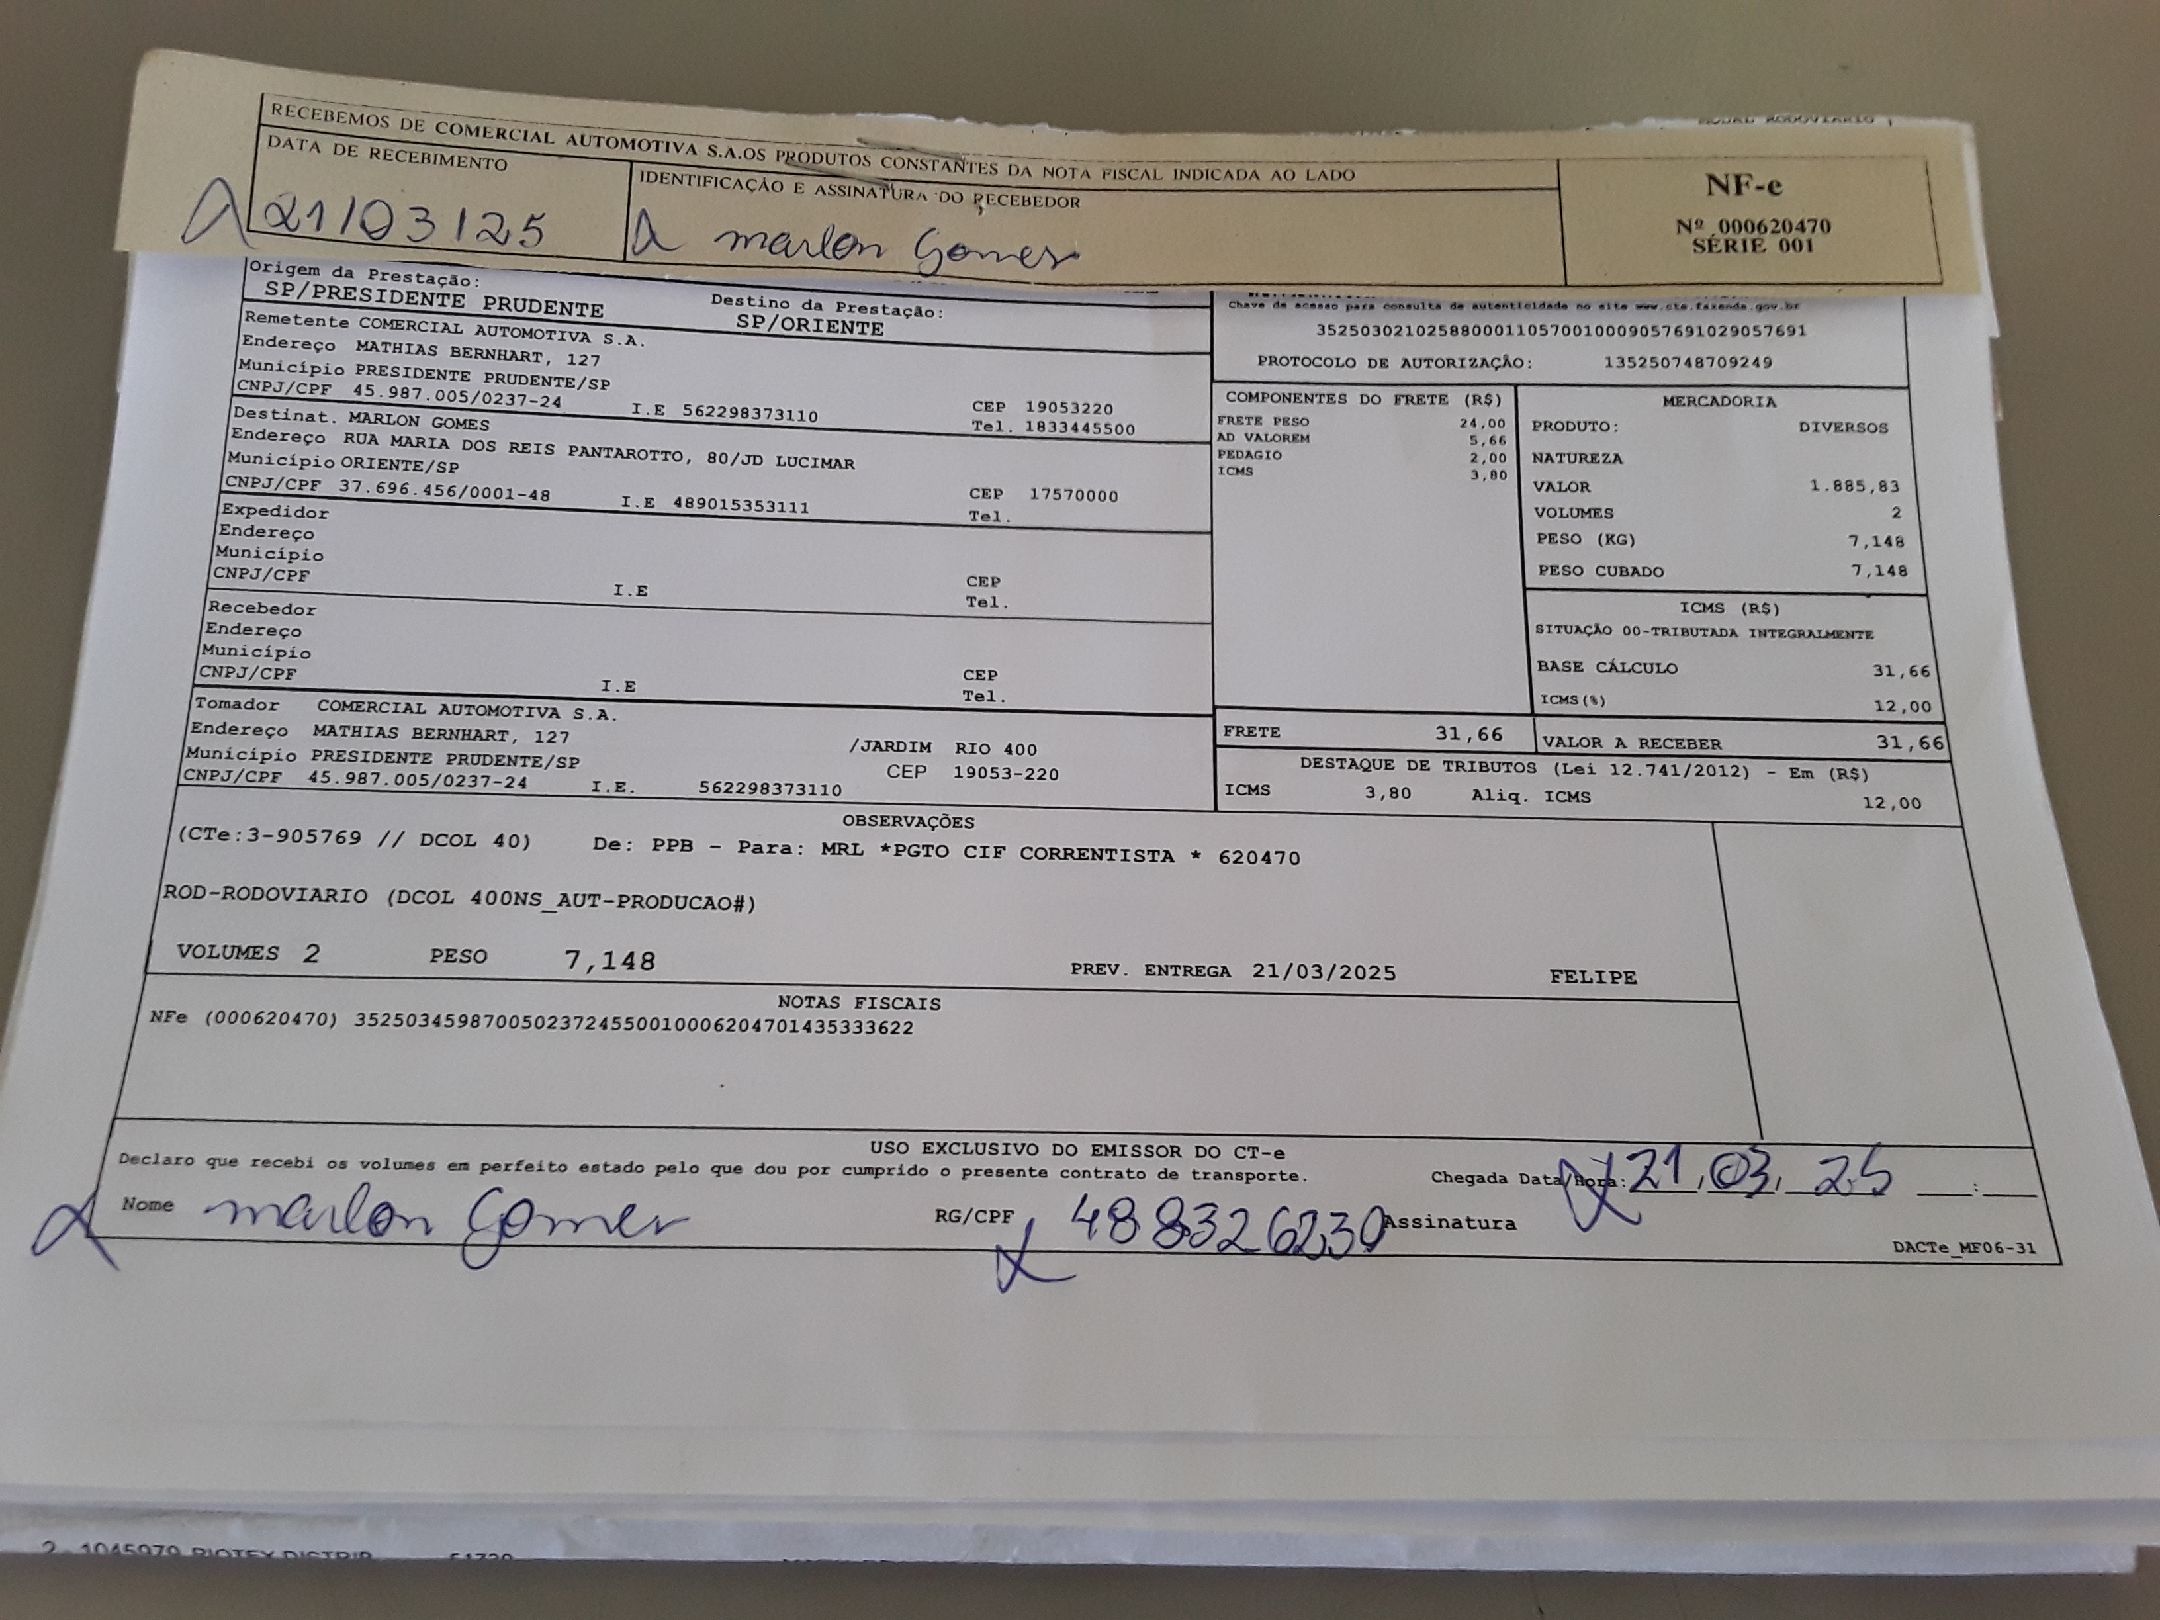 RECEBEMOS DE COMERCIAL AUTOMOTIVA S.A.OS PRODUTOS CONSTANTES DA NOTA FISCAL INDICADA AO LADO
DATA DE RECEBIMENTO
21/03/25
IDENTIFICAÇÃO E ASSINATURA DO RECEBEDOR
marlon Gomes
NF-e
Nº 000620470
SÉRIE 001
Origem da Prestação:
SP/PRESIDENTE PRUDENTE
Destino da Prestação:
SP/ORIENTE
Remetente COMERCIAL AUTOMOTIVA S.A.
Endereço MATHIAS BERNHART, 127
Município PRESIDENTE PRUDENTE/SP
CNPJ/CPF 45.987.005/0237-24 I.E 562298373110
CEP 19053220
Tel. 1833445500
Destinat. MARLON GOMES
Endereço RUA MARIA DOS REIS PANTAROTTO, 80/JD LUCIMAR
Município ORIENTE/SP
CNPJ/CPF 37.696.456/0001-48 I.E 489015353111
CEP 17570000
Tel.
Expedidor
Endereço
Município
CNPJ/CPF I.E
CEP
Tel.
Recebedor
Endereço
Município
CNPJ/CPF I.E
CEP
Tel.
Tomador COMERCIAL AUTOMOTIVA S.A.
Endereço MATHIAS BERNHART, 127 /JARDIM RIO 400
Município PRESIDENTE PRUDENTE/SP CEP 19053-220
CNPJ/CPF 45.987.005/0237-24 I.E. 562298373110
Chave de acesso para consulta de autenticidade no site www.cte.fazenda.gov.br
35250302102588000110570010009057691029057691
PROTOCOLO DE AUTORIZAÇÃO: 135250748709249
COMPONENTES DO FRETE (R$)
FRETE PESO 24,00
AD VALOREM 5,66
PEDAGIO 2,00
ICMS 3,80
MERCADORIA
PRODUTO: DIVERSOS
NATUREZA
VALOR 1.885,83
VOLUMES 2
PESO (KG) 7,148
PESO CUBADO 7,148
ICMS (R$)
SITUAÇÃO 00-TRIBUTADA INTEGRALMENTE
BASE CÁLCULO 31,66
ICMS(%) 12,00
FRETE 31,66
VALOR A RECEBER 31,66
DESTAQUE DE TRIBUTOS (Lei 12.741/2012) - Em (R$)
ICMS 3,80 Aliq. ICMS 12,00
OBSERVAÇÕES
(CTe:3-905769 // DCOL 40) De: PPB - Para: MRL *PGTO CIF CORRENTISTA * 620470
ROD-RODOVIARIO (DCOL 400NS_AUT-PRODUCAO#)
VOLUMES 2 PESO 7,148 PREV. ENTREGA 21/03/2025 FELIPE
NOTAS FISCAIS
NFe (000620470) 35250345987005023724550010006204701435333622
USO EXCLUSIVO DO EMISSOR DO CT-e
Declaro que recebi os volumes em perfeito estado pelo que dou por cumprido o presente contrato de transporte.
Chegada Data/Hora: 21,03,25 __:__
Nome marlon Gomes RG/CPF 488326230 Assinatura
DACTe_MF06-31